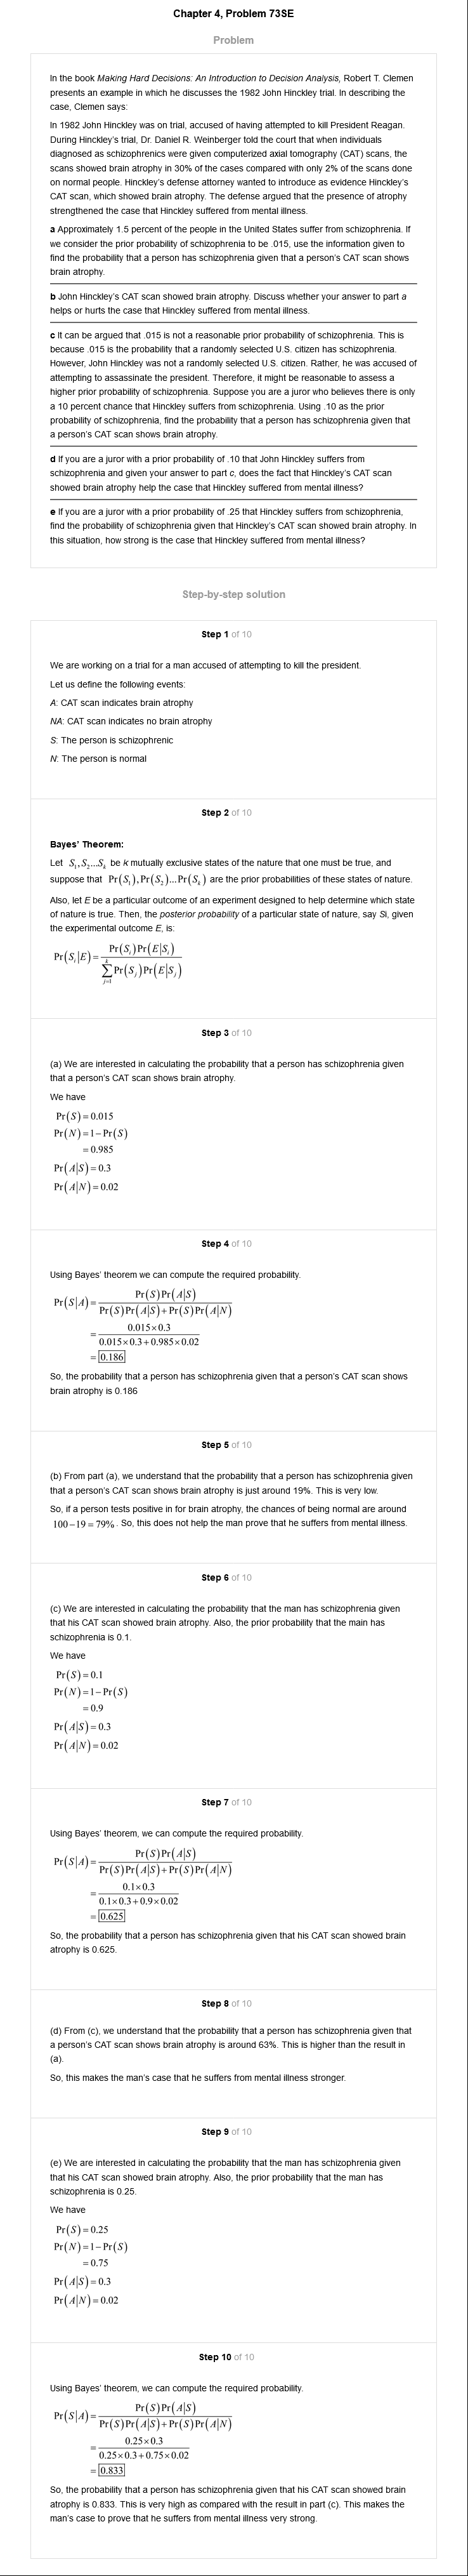 Chapter 4, Problem 73SE
Problem
In the book Making Hard Decisions: An Introduction to Decision Analysis, Robert T. Clemen
presents an example in which he discusses the 1982 John Hinckley trial. In describing the
case, Clemen says:
In 1982 John Hinckley was on trial, accused of having attempted to kill President Reagan.
During Hinckley's trial, Dr. Daniel R. Weinberger told the court that when individuals
diagnosed as schizophrenics were given computerized axial tomography (CAT) scans, the
scans showed brain atrophy in 30% of the cases compared with only 2% of the scans done
on normal people. Hinckley's defense attorney wanted to introduce as evidence Hinckley's
CAT scan, which showed brain atrophy. The defense argued that the presence of atrophy
strengthened the case that Hinckley suffered from mental illness.
a Approximately 1.5 percent of the people in the United States suffer from schizophrenia. If
we consider the prior probability of schizophrenia to be .015, use the information given to
find the probability that a person has schizophrenia given that a person's CAT scan shows
brain atrophy.
b John Hinckley's CAT scan showed brain atrophy. Discuss whether your answer to part a
helps or hurts the case that Hinckley suffered from mental illness.
c It can be argued that .015 is not a reasonable prior probability of schizophrenia. This is
because .015 is the probability that a randomly selected U.S. citizen has schizophrenia.
However, John Hinckley was not a randomly selected U.S. citizen. Rather, he was accused of
attempting to assassinate the president. Therefore, it might be reasonable to assess a
higher prior probability of schizophrenia. Suppose you are a juror who believes there is only
a 10 percent chance that Hinckley suffers from schizophrenia. Using .10 as the prior
probability of schizophrenia, find the probability that a person has schizophrenia given that
a person's CAT scan shows brain atrophy.
d If you are a juror with a prior probability of .10 that John Hinckley suffers from
schizophrenia and given your answer to part c, does the fact that Hinckley's CAT scan
showed brain atrophy help the case that Hinckley suffered from mental illness?
e If you are a juror with a prior probability of .25 that Hinckley suffers from schizophrenia,
find the probability of schizophrenia given that Hinckley's CAT scan showed brain atrophy. In
this situation, how strong is the case that Hinckley suffered from mental illness?
Step-by-step solution
Step 1 of 10
We are working on a trial for a man accused of attempting to kill the president.
Let us define the following events:
A: CAT scan indicates brain atrophy
NA: CAT scan indicates no brain atrophy
S: The person is schizophrenic
N: The person is normal
Step 2 of 10
Bayes' Theorem:
Let S₁,S₂...Sₖ be k mutually exclusive states of the nature that one must be true, and
suppose that Pr(S₁),Pr(S₂)...Pr(Sₖ) are the prior probabilities of these states of nature.
Also, let E be a particular outcome of an experiment designed to help determine which state
of nature is true. Then, the posterior probability of a particular state of nature, say Si, given
the experimental outcome E, is:
Pr(Sᵢ|E) = Pr(Sᵢ)Pr(E|Sᵢ) / ∑ⱼ₌₁ᵏ Pr(Sⱼ)Pr(E|Sⱼ)
Step 3 of 10
(a) We are interested in calculating the probability that a person has schizophrenia given
that a person's CAT scan shows brain atrophy.
We have
Pr(S) = 0.015
Pr(N) = 1 − Pr(S)
= 0.985
Pr(A|S) = 0.3
Pr(A|N) = 0.02
Step 4 of 10
Using Bayes' theorem we can compute the required probability.
Pr(S|A) = Pr(S)Pr(A|S) / Pr(S)Pr(A|S) + Pr(S)Pr(A|N)
= 0.015×0.3 / 0.015×0.3 + 0.985×0.02
= 0.186
So, the probability that a person has schizophrenia given that a person's CAT scan shows
brain atrophy is 0.186
Step 5 of 10
(b) From part (a), we understand that the probability that a person has schizophrenia given
that a person's CAT scan shows brain atrophy is just around 19%. This is very low.
So, if a person tests positive in for brain atrophy, the chances of being normal are around
100 − 19 = 79% . So, this does not help the man prove that he suffers from mental illness.
Step 6 of 10
(c) We are interested in calculating the probability that the man has schizophrenia given
that his CAT scan showed brain atrophy. Also, the prior probability that the main has
schizophrenia is 0.1.
We have
Pr(S) = 0.1
Pr(N) = 1 − Pr(S)
= 0.9
Pr(A|S) = 0.3
Pr(A|N) = 0.02
Step 7 of 10
Using Bayes' theorem, we can compute the required probability.
Pr(S|A) = Pr(S)Pr(A|S) / Pr(S)Pr(A|S) + Pr(S)Pr(A|N)
= 0.1×0.3 / 0.1×0.3 + 0.9×0.02
= 0.625
So, the probability that a person has schizophrenia given that his CAT scan showed brain
atrophy is 0.625.
Step 8 of 10
(d) From (c), we understand that the probability that a person has schizophrenia given that
a person's CAT scan shows brain atrophy is around 63%. This is higher than the result in
(a).
So, this makes the man's case that he suffers from mental illness stronger.
Step 9 of 10
(e) We are interested in calculating the probability that the man has schizophrenia given
that his CAT scan showed brain atrophy. Also, the prior probability that the man has
schizophrenia is 0.25.
We have
Pr(S) = 0.25
Pr(N) = 1 − Pr(S)
= 0.75
Pr(A|S) = 0.3
Pr(A|N) = 0.02
Step 10 of 10
Using Bayes' theorem, we can compute the required probability.
Pr(S|A) = Pr(S)Pr(A|S) / Pr(S)Pr(A|S) + Pr(S)Pr(A|N)
= 0.25×0.3 / 0.25×0.3 + 0.75×0.02
= 0.833
So, the probability that a person has schizophrenia given that his CAT scan showed brain
atrophy is 0.833. This is very high as compared with the result in part (c). This makes the
man's case to prove that he suffers from mental illness very strong.